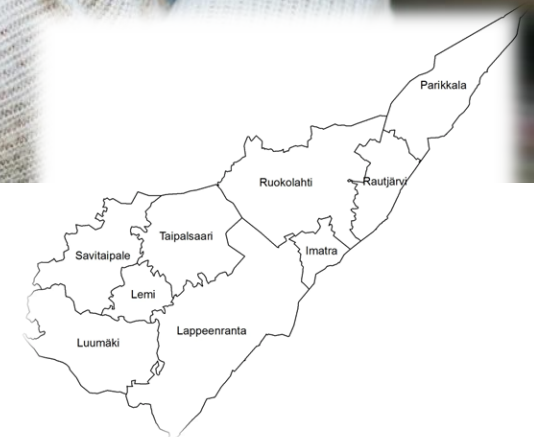 Parikkala
Ruokolahti
Rautjärvi
Taipalsaari
Imatra
Savitaipale
Lemi
Lappeenranta
Luumäki